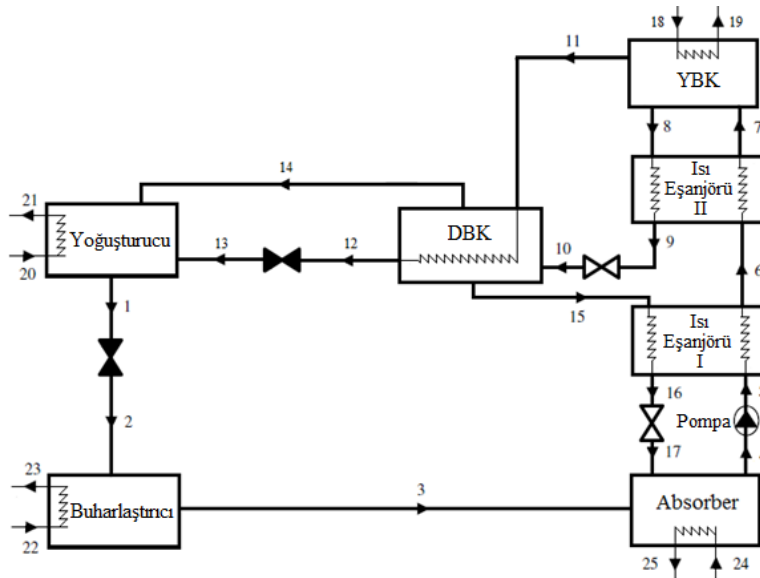 18
19
11
YBK
8
7
14
Isı
Eşanjörü
II
21
Yoğuşturucu
20
13
12
DBK
10
9
6
1
15
Isı
Eşanjörü
I
2
16
Pompa
17
23
Buharlaştırıcı
22
3
Absorber
25
24